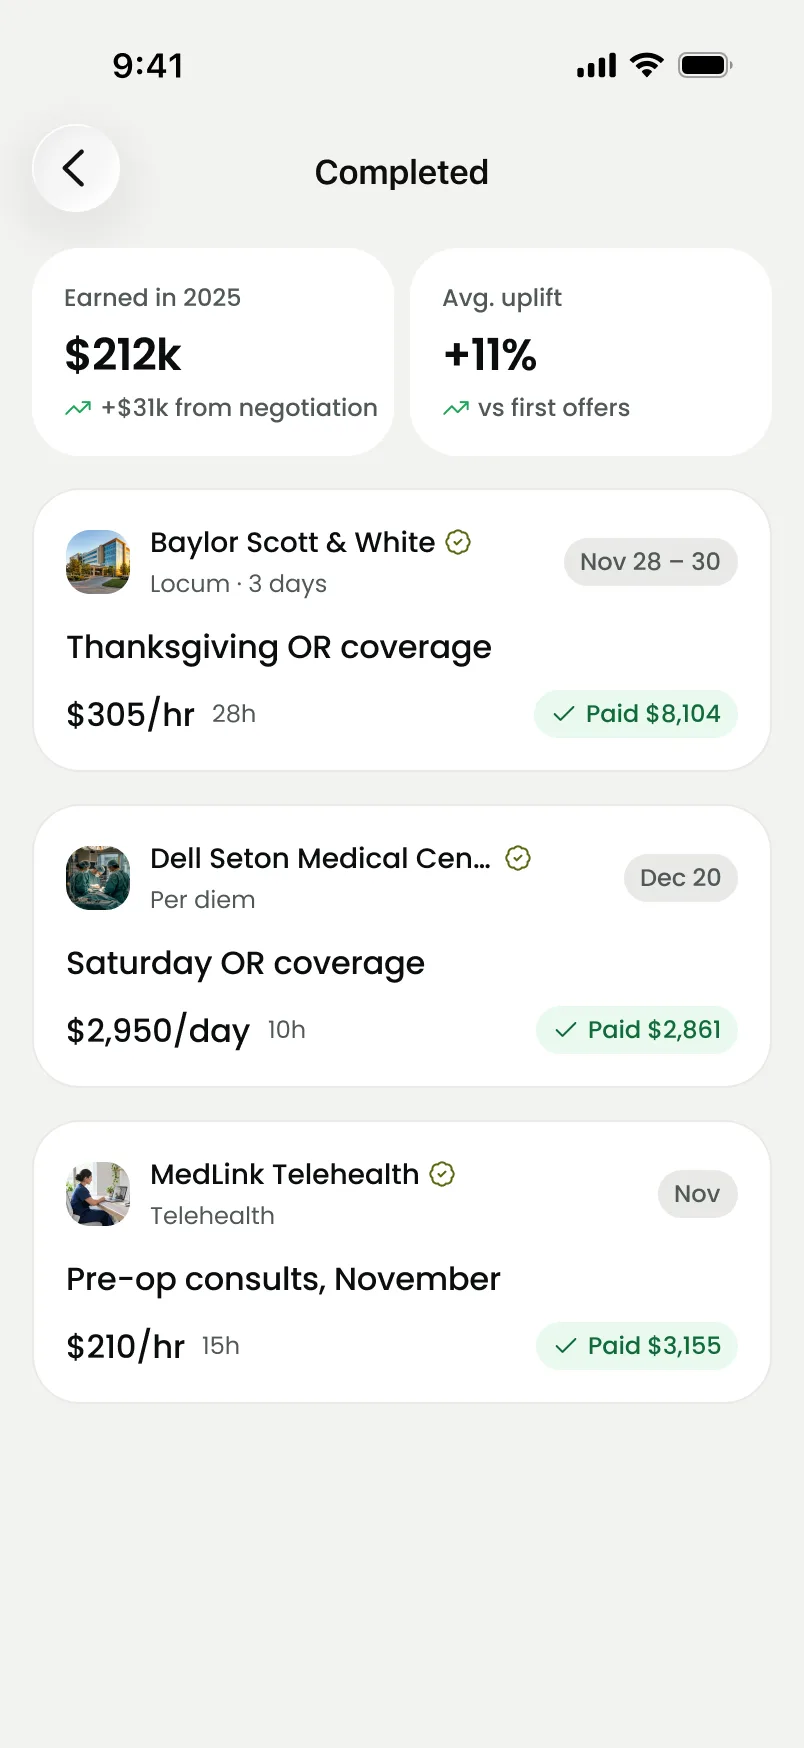 9:41
Completed
Earned in 2025
$212k
+$31k from negotiation
Avg. uplift
+11%
vs first offers
Baylor Scott & White
Locum · 3 days
Nov 28 – 30
Thanksgiving OR coverage
$305/hr 28h
Paid $8,104
Dell Seton Medical Cen...
Per diem
Dec 20
Saturday OR coverage
$2,950/day 10h
Paid $2,861
MedLink Telehealth
Telehealth
Nov
Pre-op consults, November
$210/hr 15h
Paid $3,155